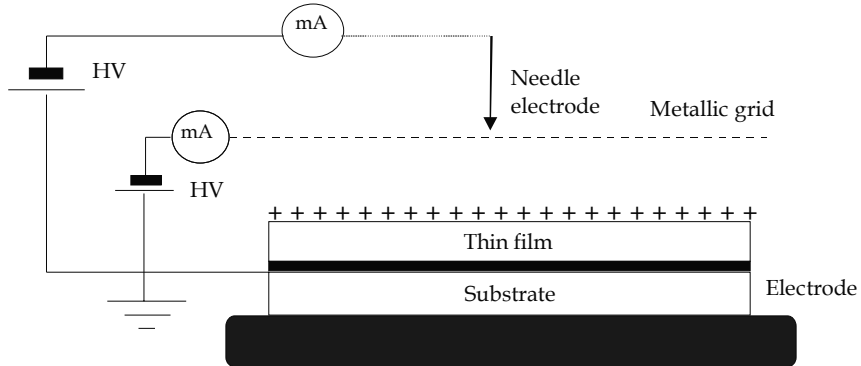 mA
HV
Needle
electrode
Metallic grid
mA
HV
+ + + + + + + + + + + + + + + + + + + + + + +
Thin film
Substrate
Electrode